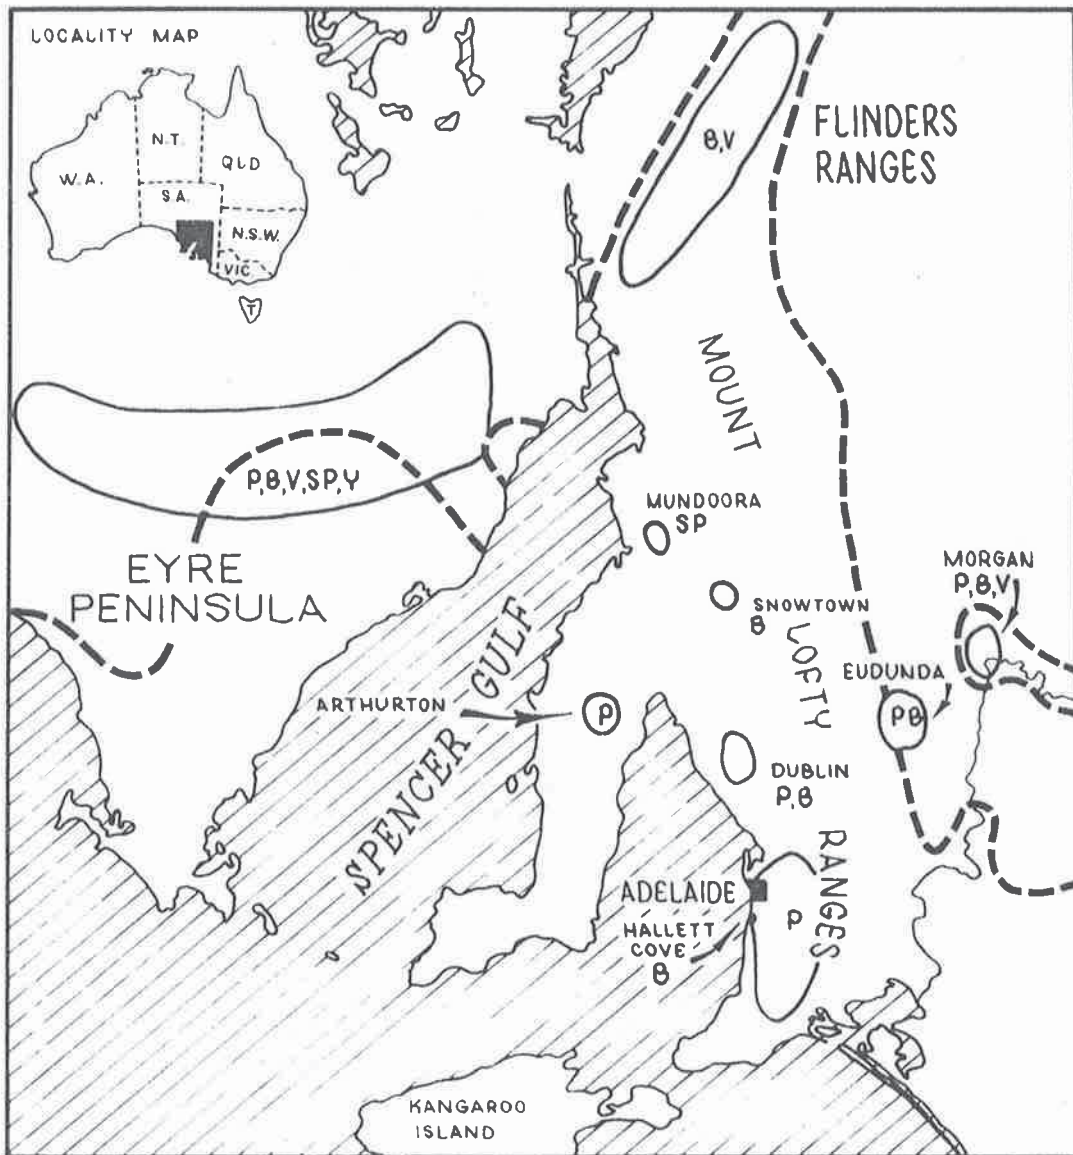 LOCALITY MAP
N.T.
W.A.
QLD
S.A.
N.S.W.
VIC.
T
B,V
FLINDERS
RANGES
MOUNT
LOFTY
RANGES
P,B,V,SP,Y
EYRE
PENINSULA
MUNDOORA
SP
SNOWTOWN
B
MORGAN
P,B,V
EUDUNDA
PB
ARTHURTON
P
SPENCER GULF
DUBLIN
P,B
ADELAIDE
P
HALLETT
COVE
B
KANGAROO
ISLAND